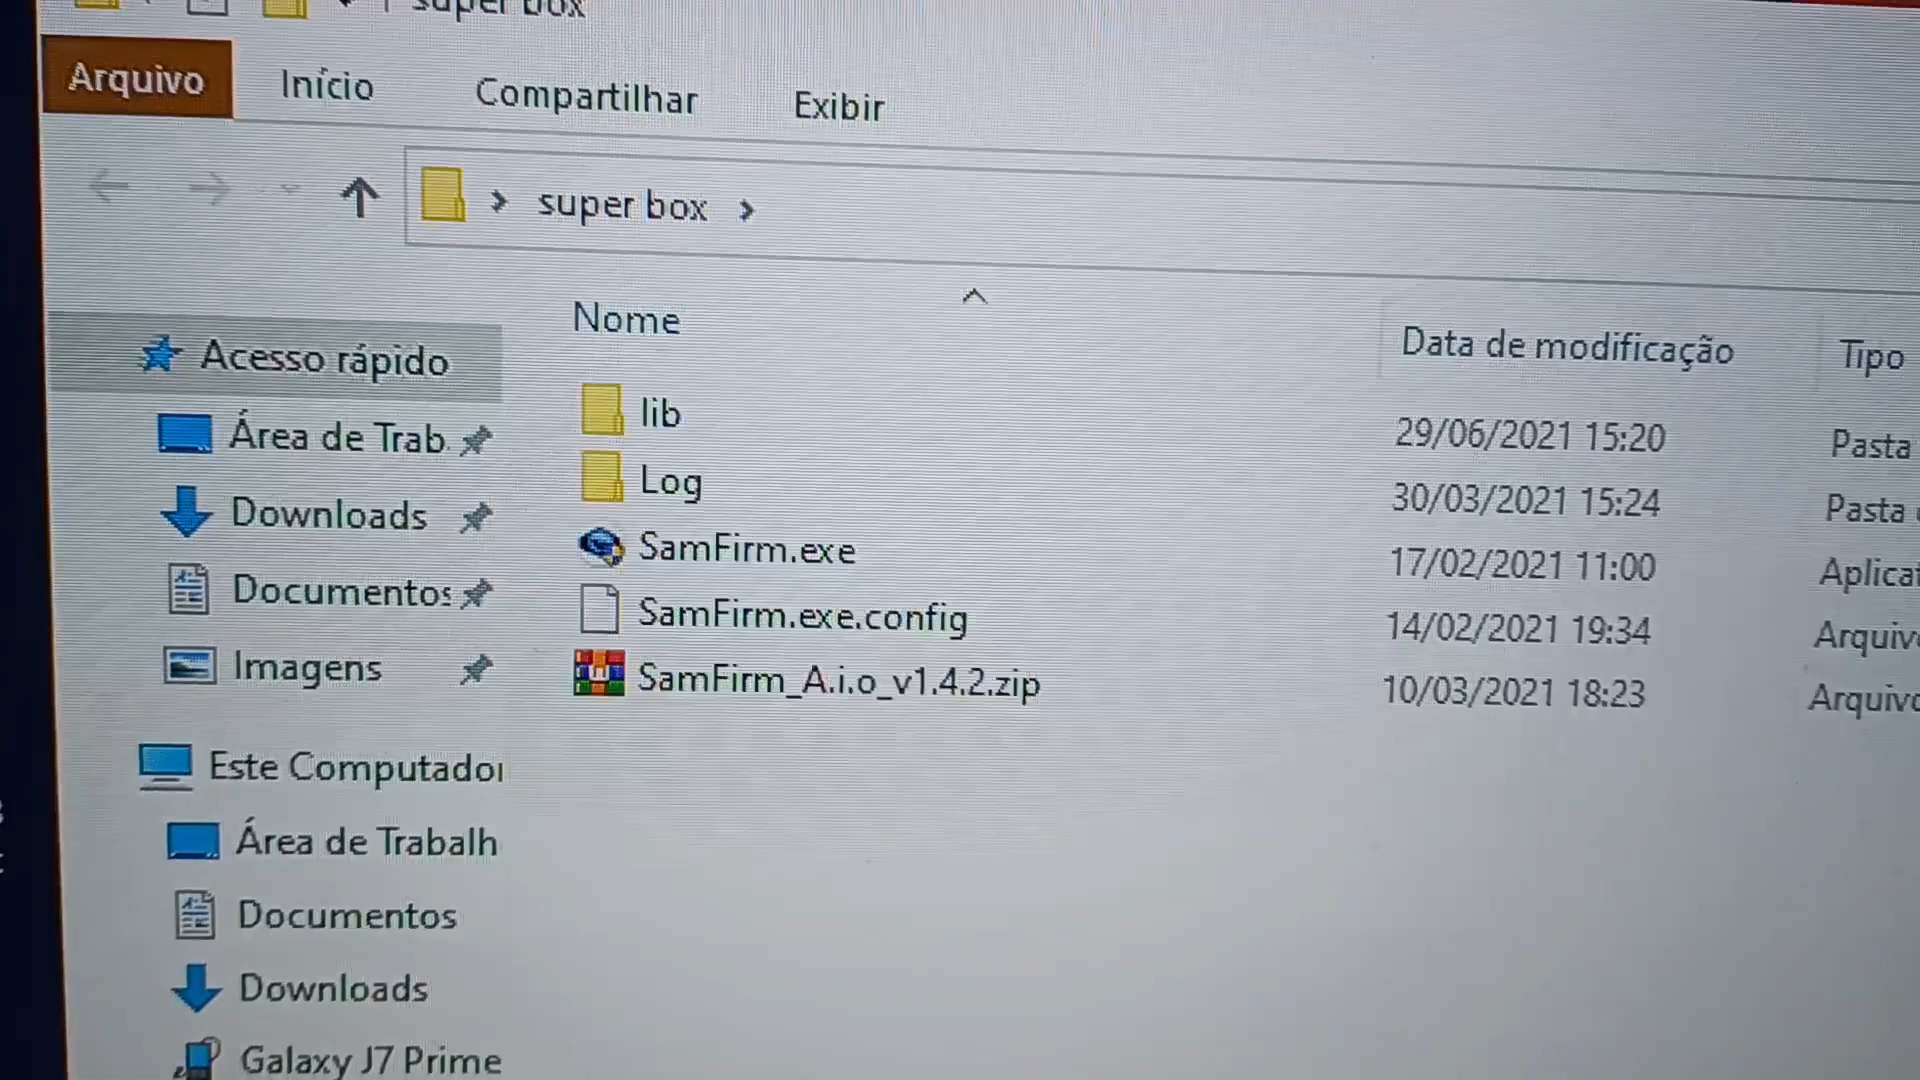 super box
Arquivo Início Compartilhar Exibir
super box
Nome Data de modificação Tipo
Acesso rápido
Área de Trab.
Downloads
Documentos
Imagens
Este Computador
Área de Trabalh
Documentos
Downloads
Galaxy J7 Prime
lib 29/06/2021 15:20 Pasta
Log 30/03/2021 15:24 Pasta
SamFirm.exe 17/02/2021 11:00 Aplicat
SamFirm.exe.config 14/02/2021 19:34 Arquivo
SamFirm_A.i.o_v1.4.2.zip 10/03/2021 18:23 Arquivo